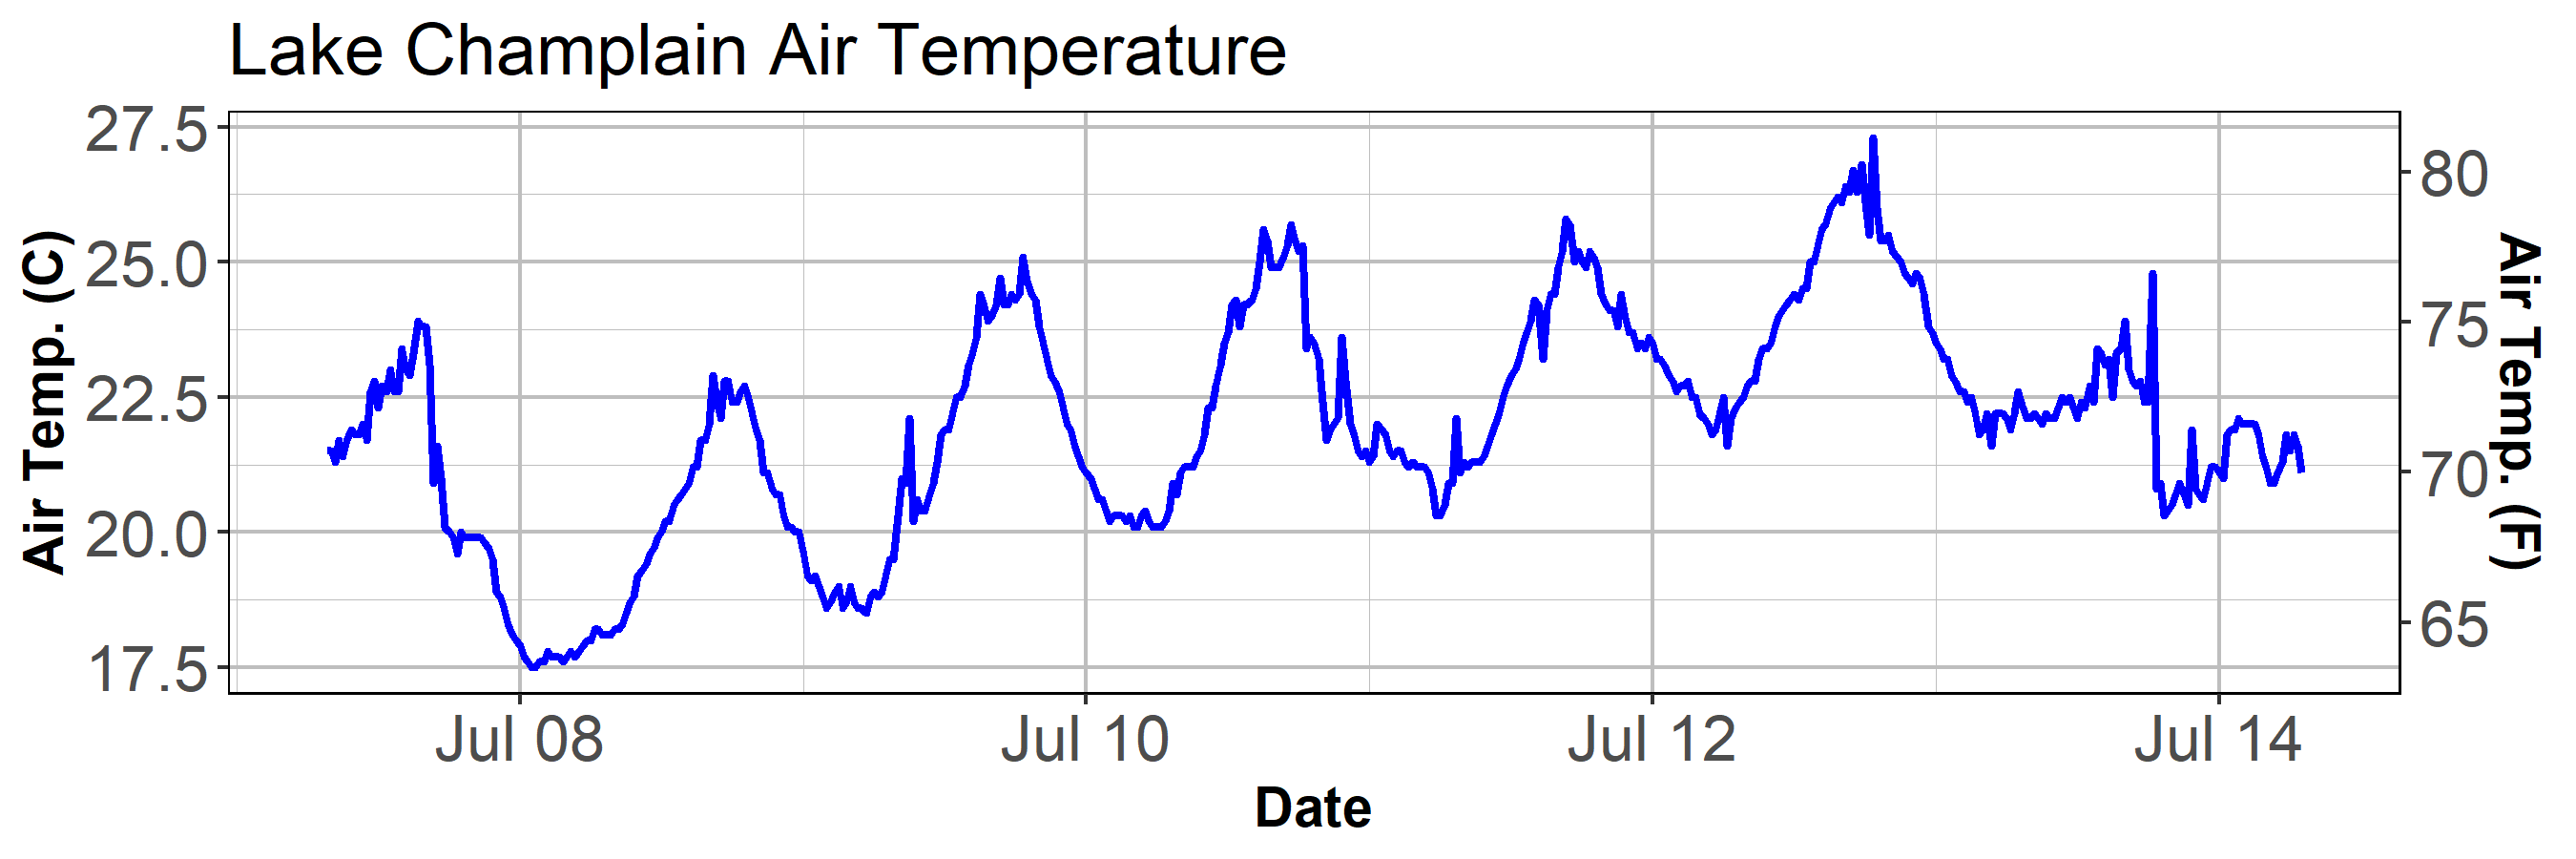 Lake Champlain Air Temperature
Air Temp. (C)
27.5
25.0
22.5
20.0
17.5
80
75
70
65
Air Temp. (F)
Jul 08
Jul 10
Jul 12
Jul 14
Date